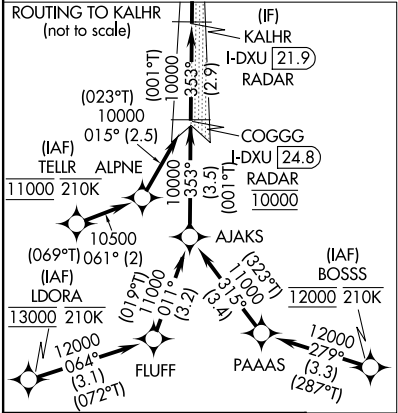 ROUTING TO KALHR
(not to scale)
(IF)
KALHR
I-DXU 21.9
RADAR
(001°T)
10000
353°
(2.9)
(023°T)
10000
015° (2.5)
COGGG
I-DXU 24.8
RADAR
10000
(IAF)
TELLR
11000 210K
ALPNE
10000
353°
(3.5)
(001°T)
10500
(069°T) 061° (2)
AJAKS
(IAF)
LDORA
13000 210K
(019°T)
11000
011°
(3.2)
(323°T)
11000
315°
(3.4)
(IAF)
BOSSS
12000 210K
12000
064°
(3.1)
(072°T)
FLUFF
PAAAS
12000
279°
(3.3)
(287°T)